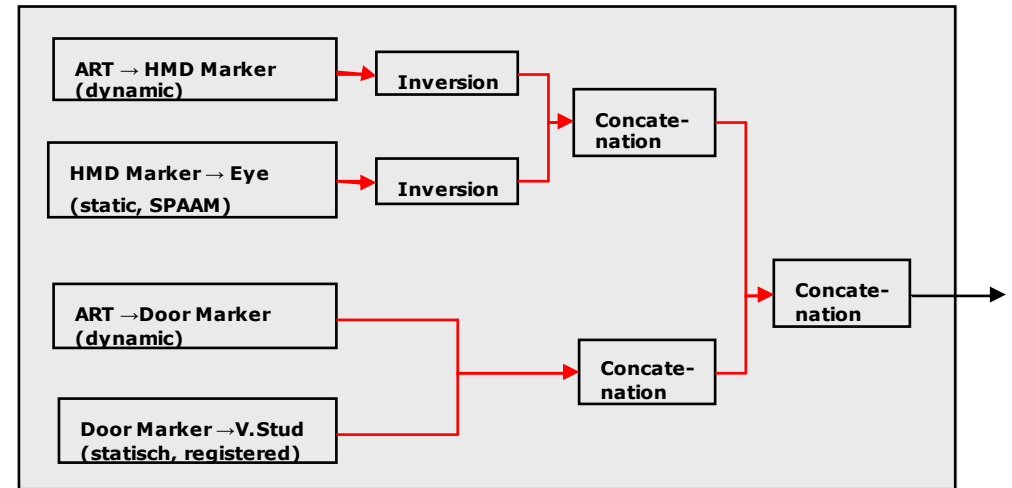 ART → HMD Marker
(dynamic)
Inversion
Concate-
nation
HMD Marker → Eye
(static, SPAAM)
Inversion
ART →Door Marker
(dynamic)
Concate-
nation
Concate-
nation
Door Marker →V.Stud
(statisch, registered)